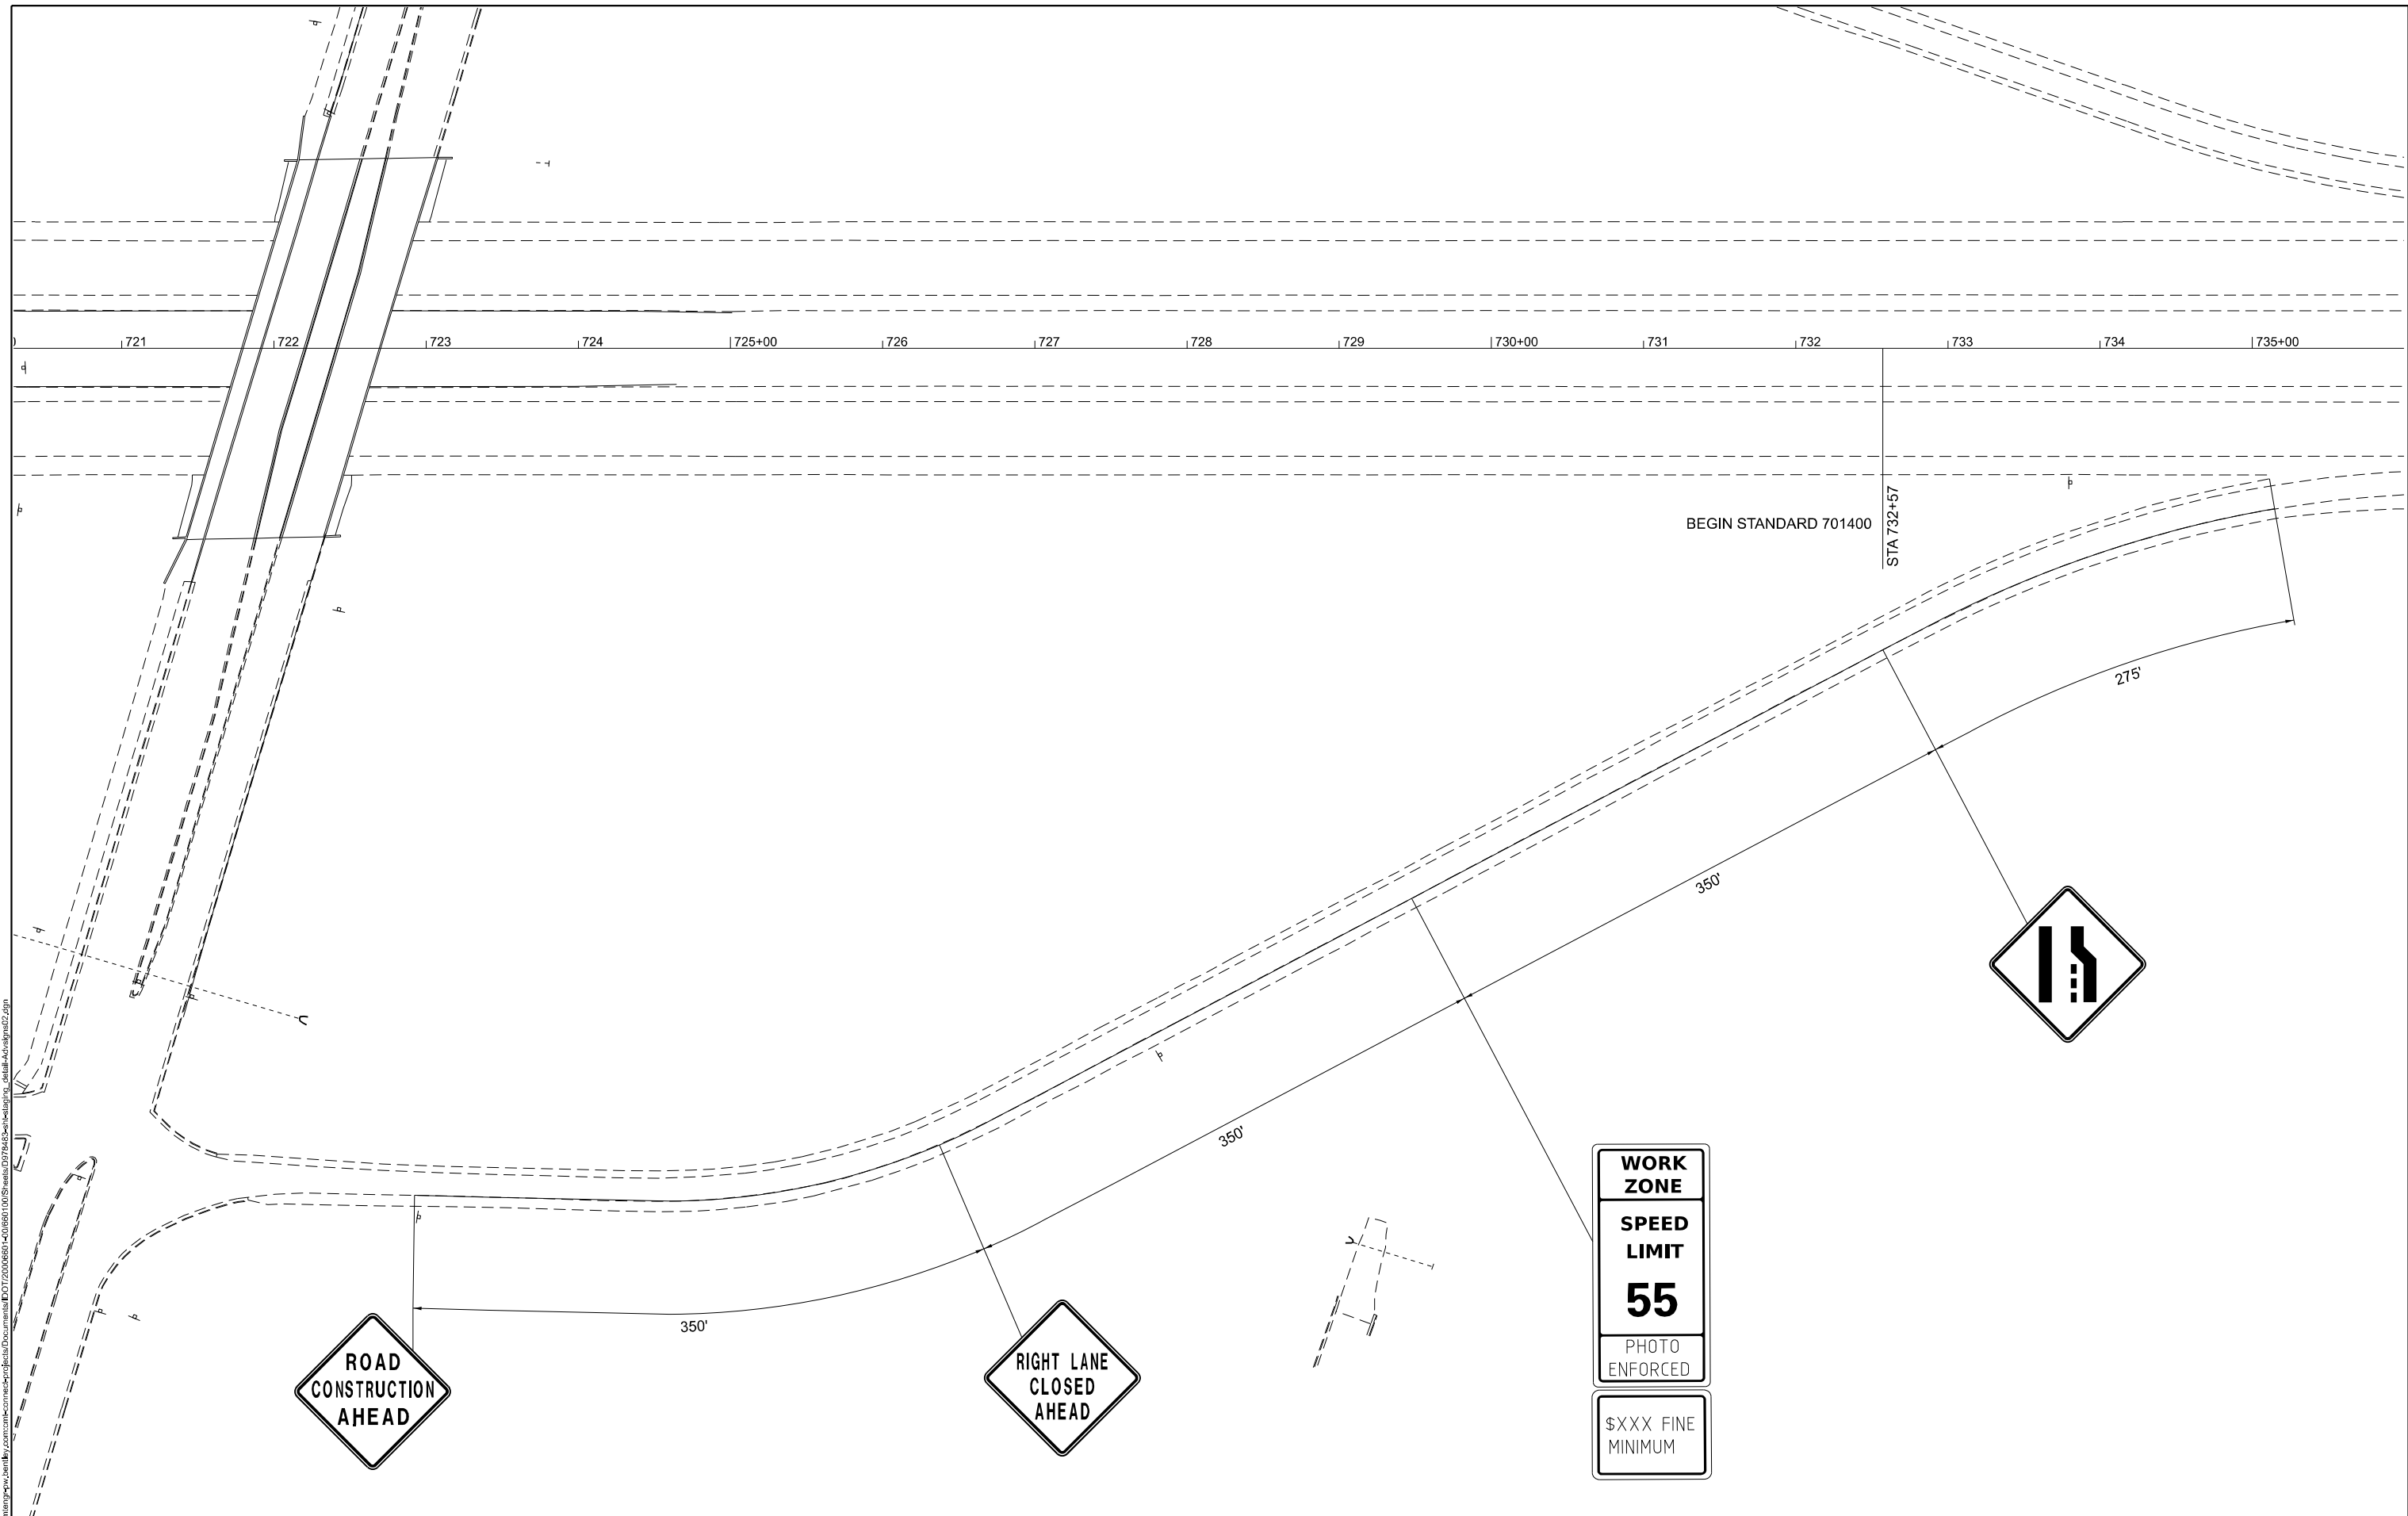 721
722
723
724
725+00
726
727
728
729
730+00
731
732
733
734
735+00
BEGIN STANDARD 701400
STA 732+57
275'
350'
350'
350'
ROAD
CONSTRUCTION
AHEAD
RIGHT LANE
CLOSED
AHEAD
WORK
ZONE
SPEED
LIMIT
55
PHOTO
ENFORCED
$XXX FINE
MINIMUM